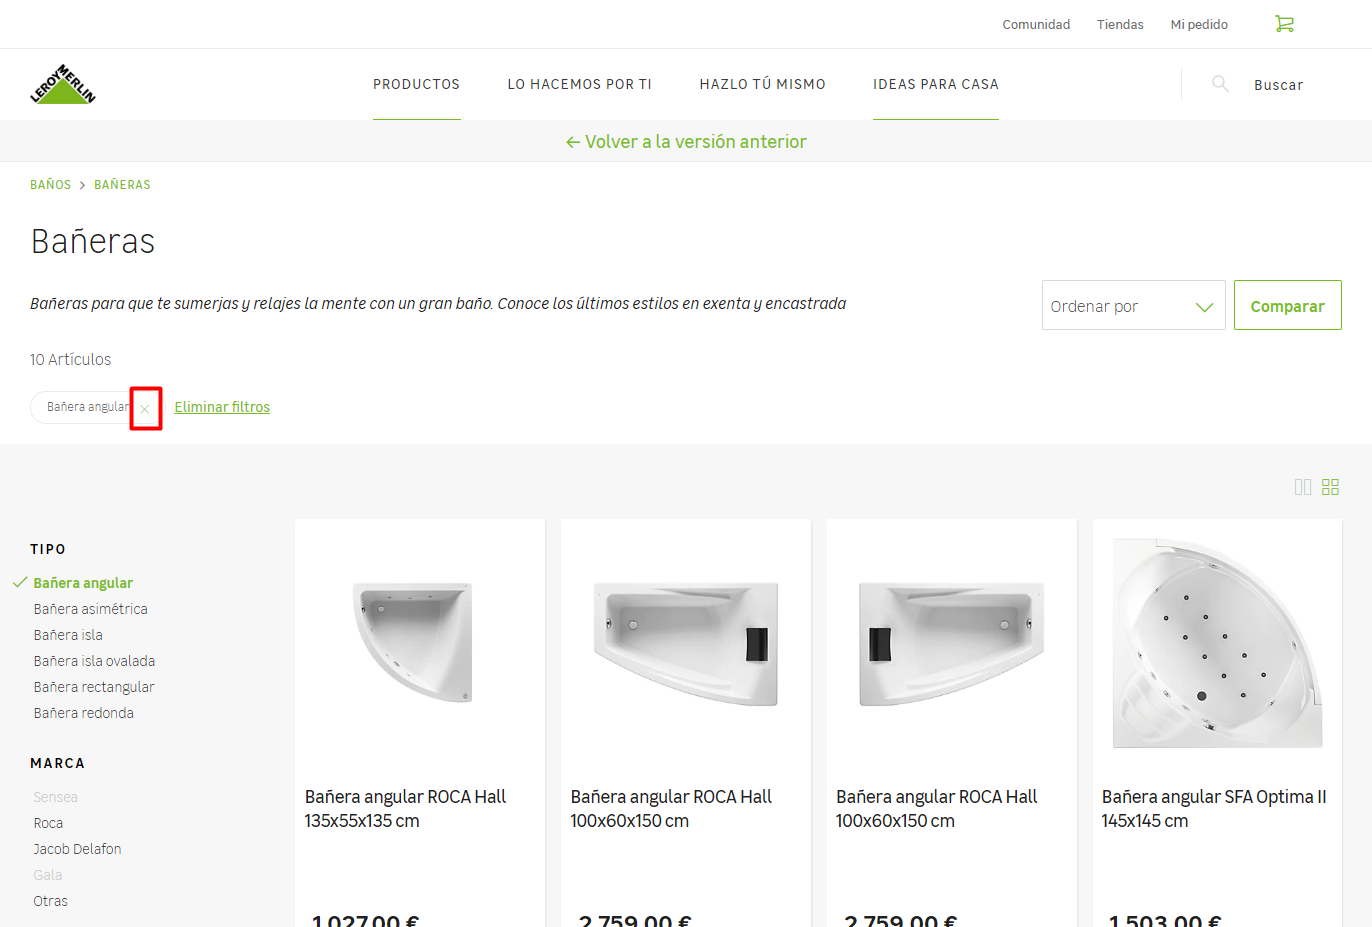 Comunidad Tiendas Mi pedido
LEROY MERLIN
PRODUCTOS LO HACEMOS POR TI HAZLO TÚ MISMO IDEAS PARA CASA Buscar
← Volver a la versión anterior
BAÑOS > BAÑERAS
Bañeras
Bañeras para que te sumerjas y relajes la mente con un gran baño. Conoce los últimos estilos en exenta y encastrada
Ordenar por Comparar
10 Artículos
Bañera angular × Eliminar filtros
TIPO
Bañera angular
Bañera asimétrica
Bañera isla
Bañera isla ovalada
Bañera rectangular
Bañera redonda
MARCA
Sensea
Roca
Jacob Delafon
Gala
Otras
Bañera angular ROCA Hall
135x55x135 cm
1.027,00 €
Bañera angular ROCA Hall
100x60x150 cm
2.759,00 €
Bañera angular ROCA Hall
100x60x150 cm
2.759,00 €
Bañera angular SFA Optima II
145x145 cm
1.503,00 €